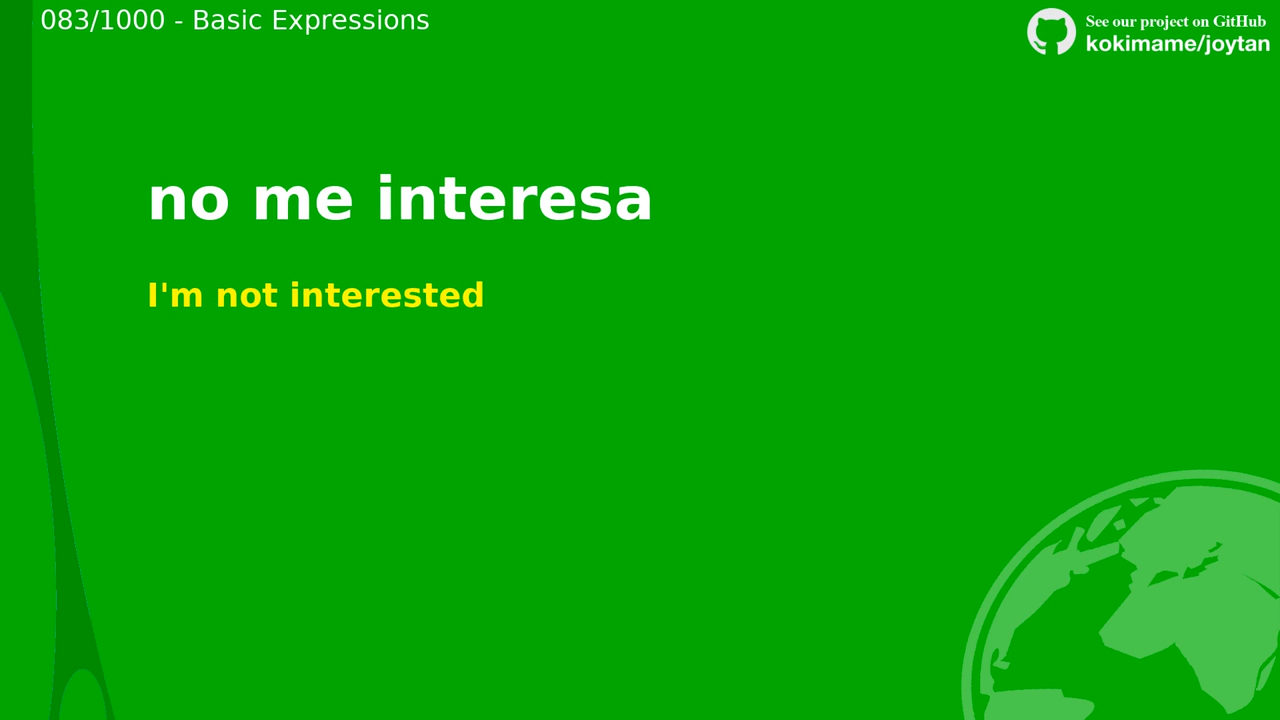 083/1000 - Basic Expressions
See our project on GitHub
kokimame/joytan
no me interesa
I'm not interested